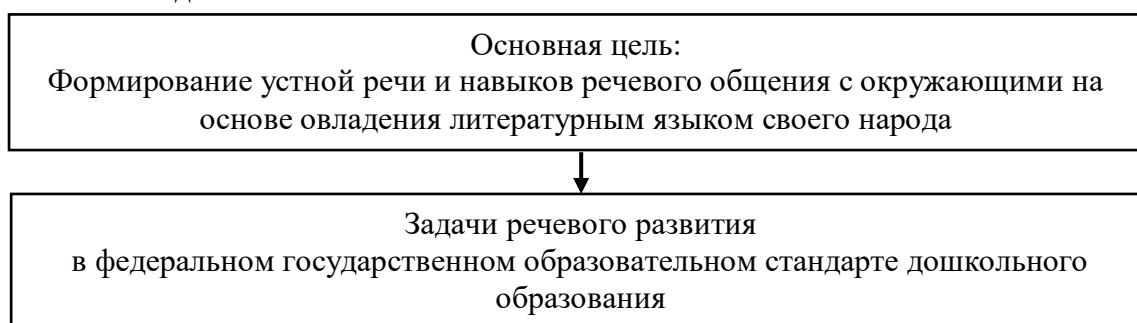 Основная цель:
Формирование устной речи и навыков речевого общения с окружающими на
основе овладения литературным языком своего народа
Задачи речевого развития
в федеральном государственном образовательном стандарте дошкольного
образования